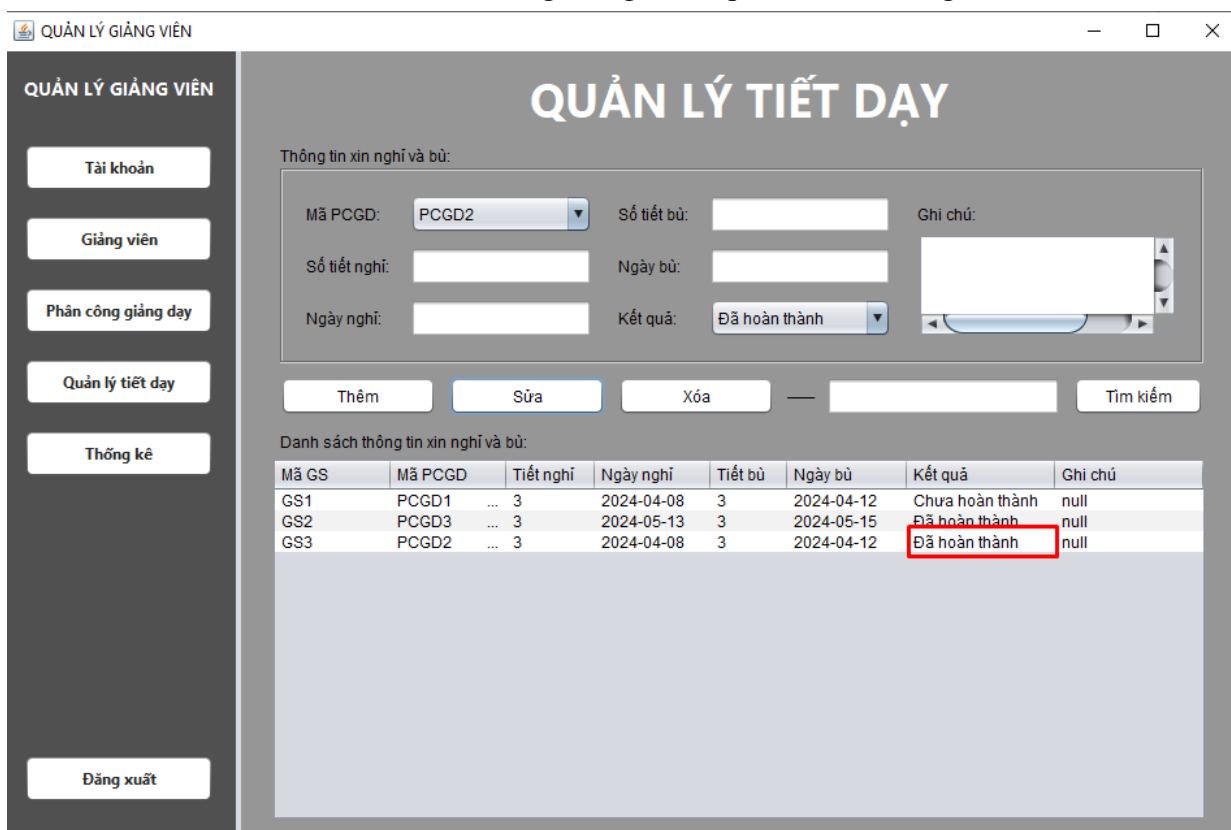 QUẢN LÝ GIẢNG VIÊN
QUẢN LÝ GIẢNG VIÊN
Tài khoản
Giảng viên
Phân công giảng dạy
Quản lý tiết dạy
Thống kê
Đăng xuất
QUẢN LÝ TIẾT DẠY
Thông tin xin nghỉ và bù:
Mã PCGD: PCGD2 Số tiết bù: Ghi chú:
Số tiết nghỉ: Ngày bù:
Ngày nghỉ: Kết quả: Đã hoàn thành
Thêm Sửa Xóa Tìm kiếm
Danh sách thông tin xin nghỉ và bù:
Mã GS Mã PCGD Tiết nghỉ Ngày nghỉ Tiết bù Ngày bù Kết quả Ghi chú
GS1 PCGD1 ... 3 2024-04-08 3 2024-04-12 Chưa hoàn thành null
GS2 PCGD3 ... 3 2024-05-13 3 2024-05-15 Đã hoàn thành null
GS3 PCGD2 ... 3 2024-04-08 3 2024-04-12 Đã hoàn thành null